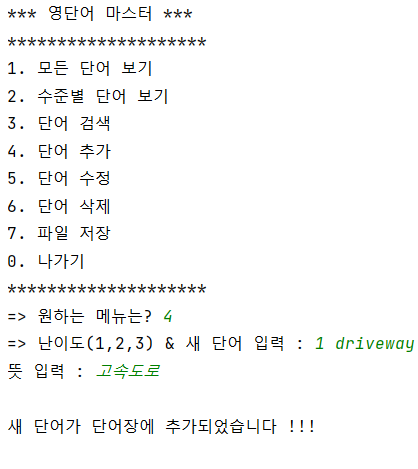 *** 영단어 마스터 ***
********************
1. 모든 단어 보기
2. 수준별 단어 보기
3. 단어 검색
4. 단어 추가
5. 단어 수정
6. 단어 삭제
7. 파일 저장
0. 나가기
********************
=> 원하는 메뉴는? 4
=> 난이도(1,2,3) & 새 단어 입력 : 1 driveway
뜻 입력 : 고속도로
새 단어가 단어장에 추가되었습니다 !!!